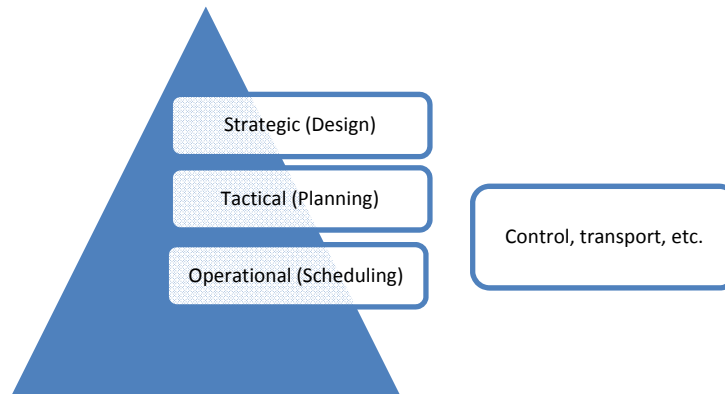 Strategic (Design)
Tactical (Planning)
Control, transport, etc.
Operational (Scheduling)